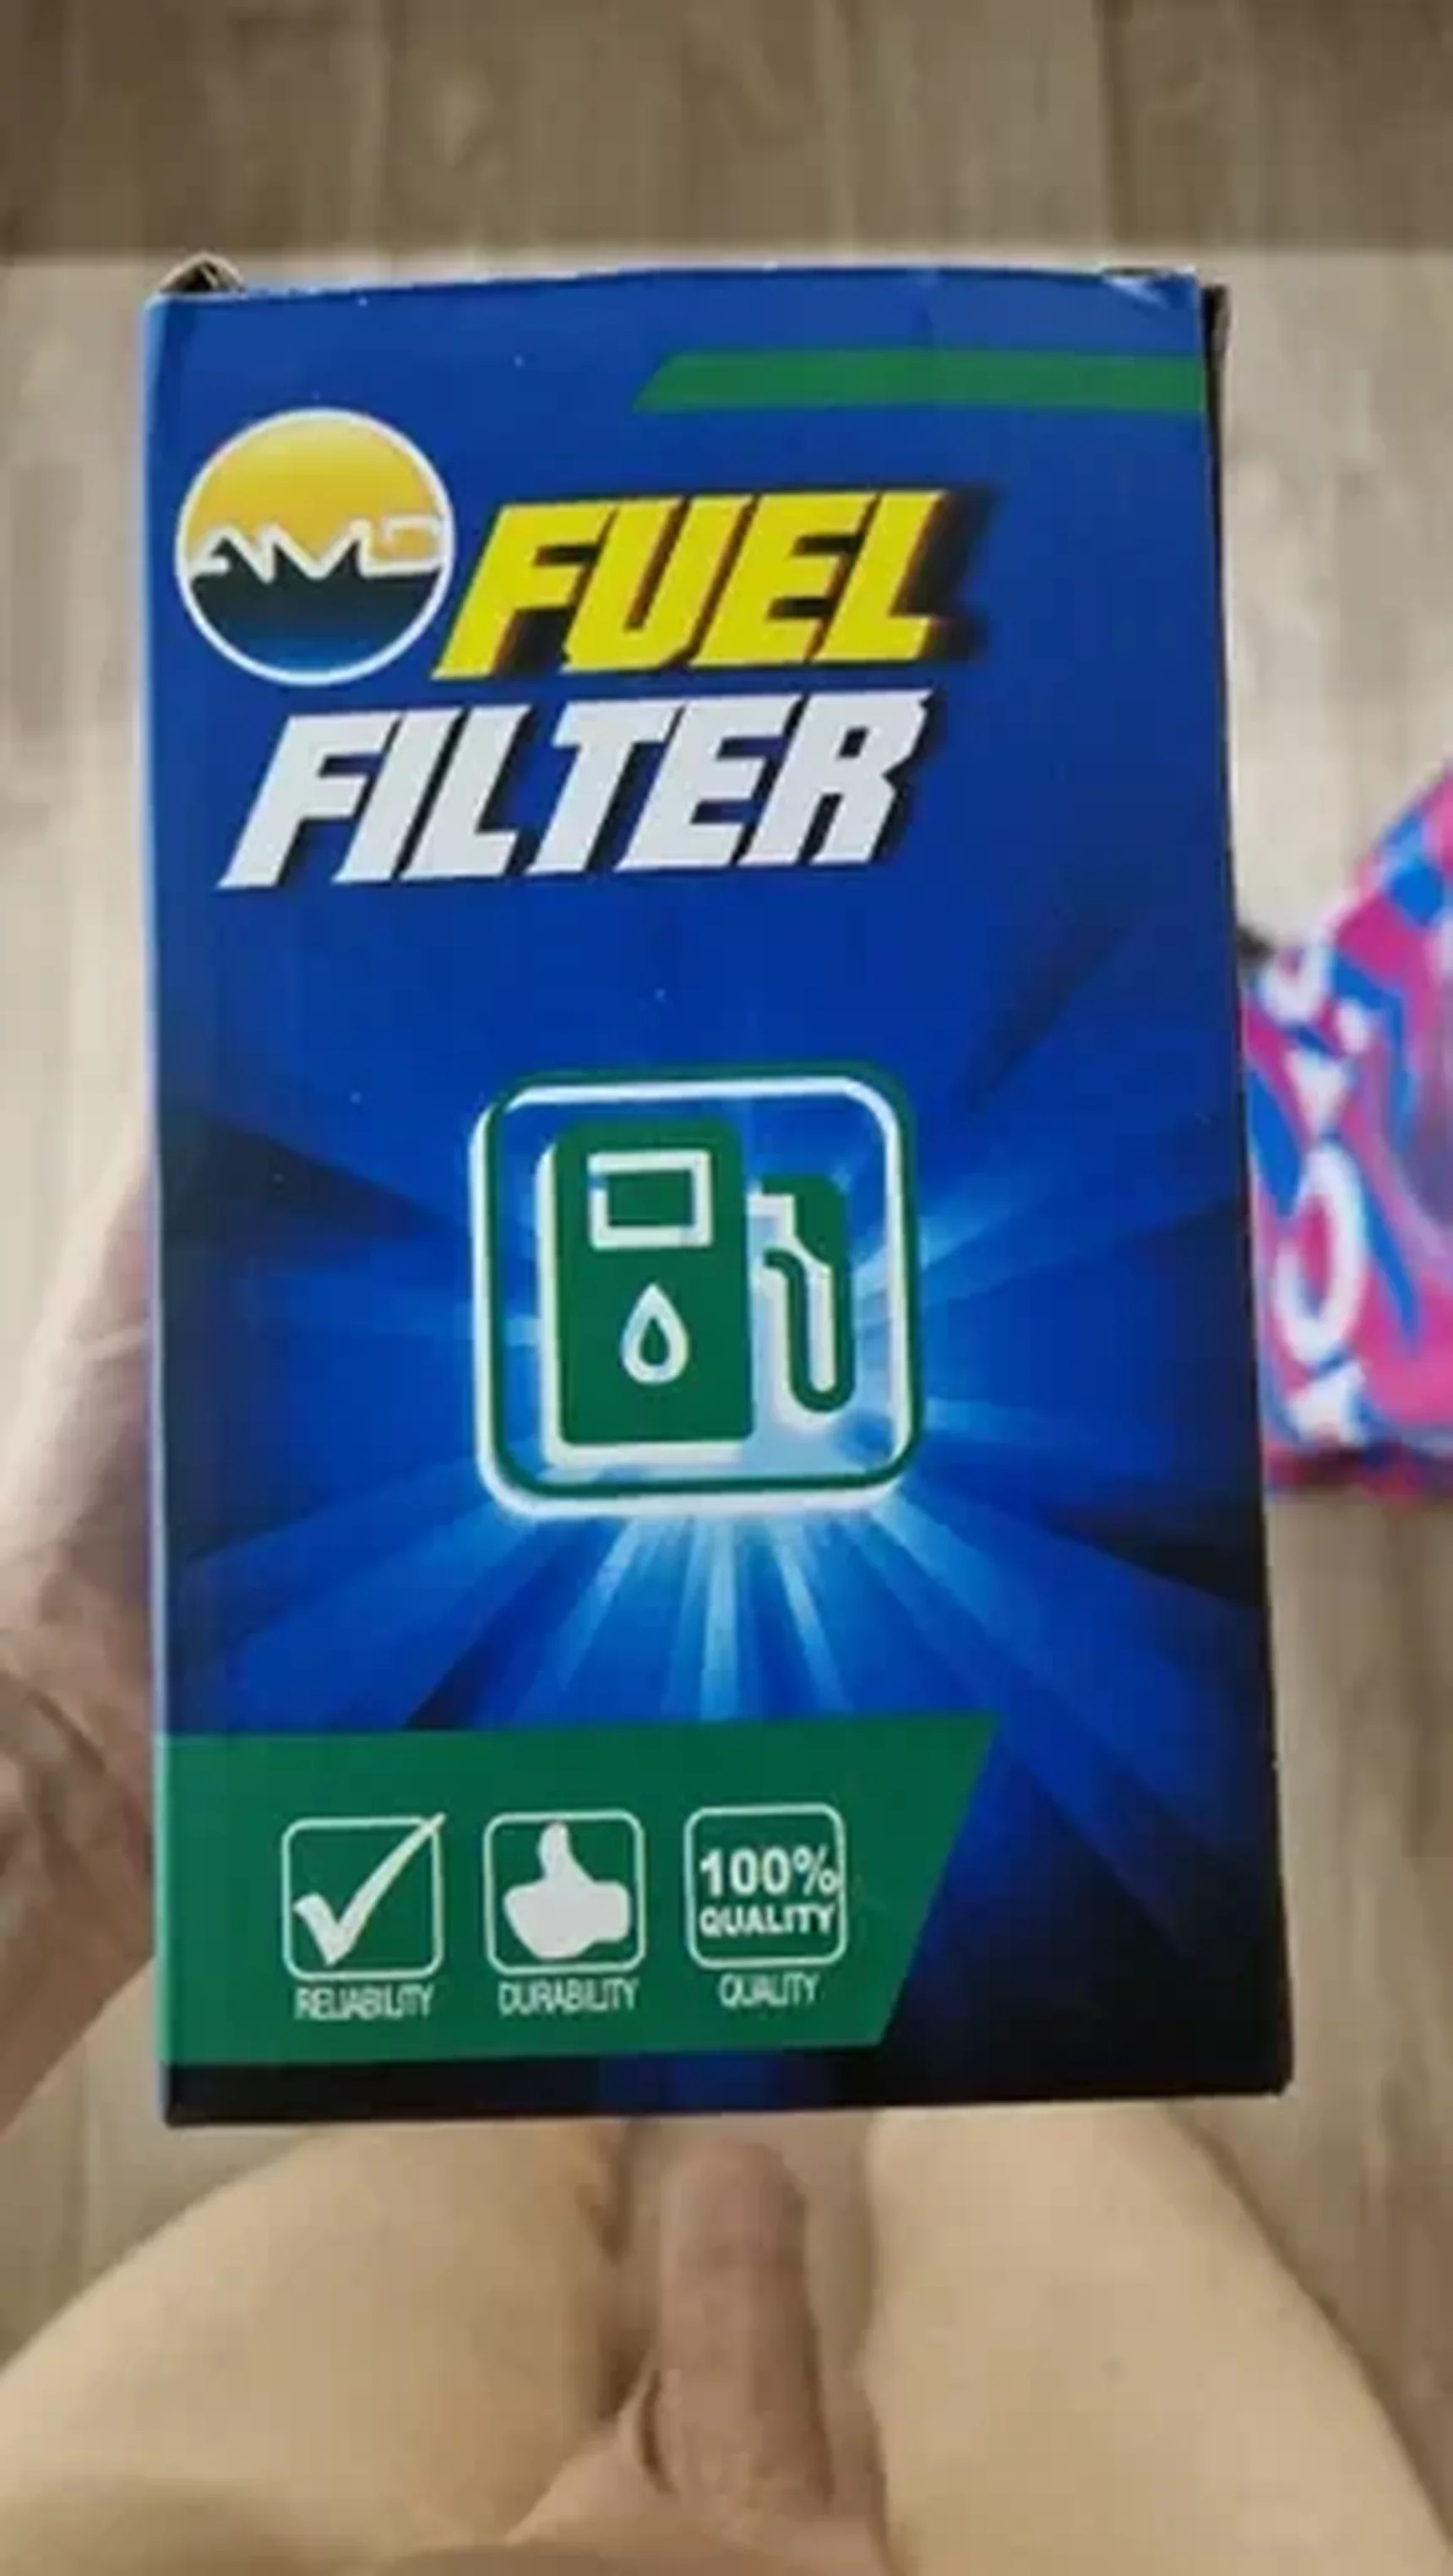 AMD
FUEL
FILTER
100%
QUALITY
RELIABILITY
DURABILITY
QUALITY